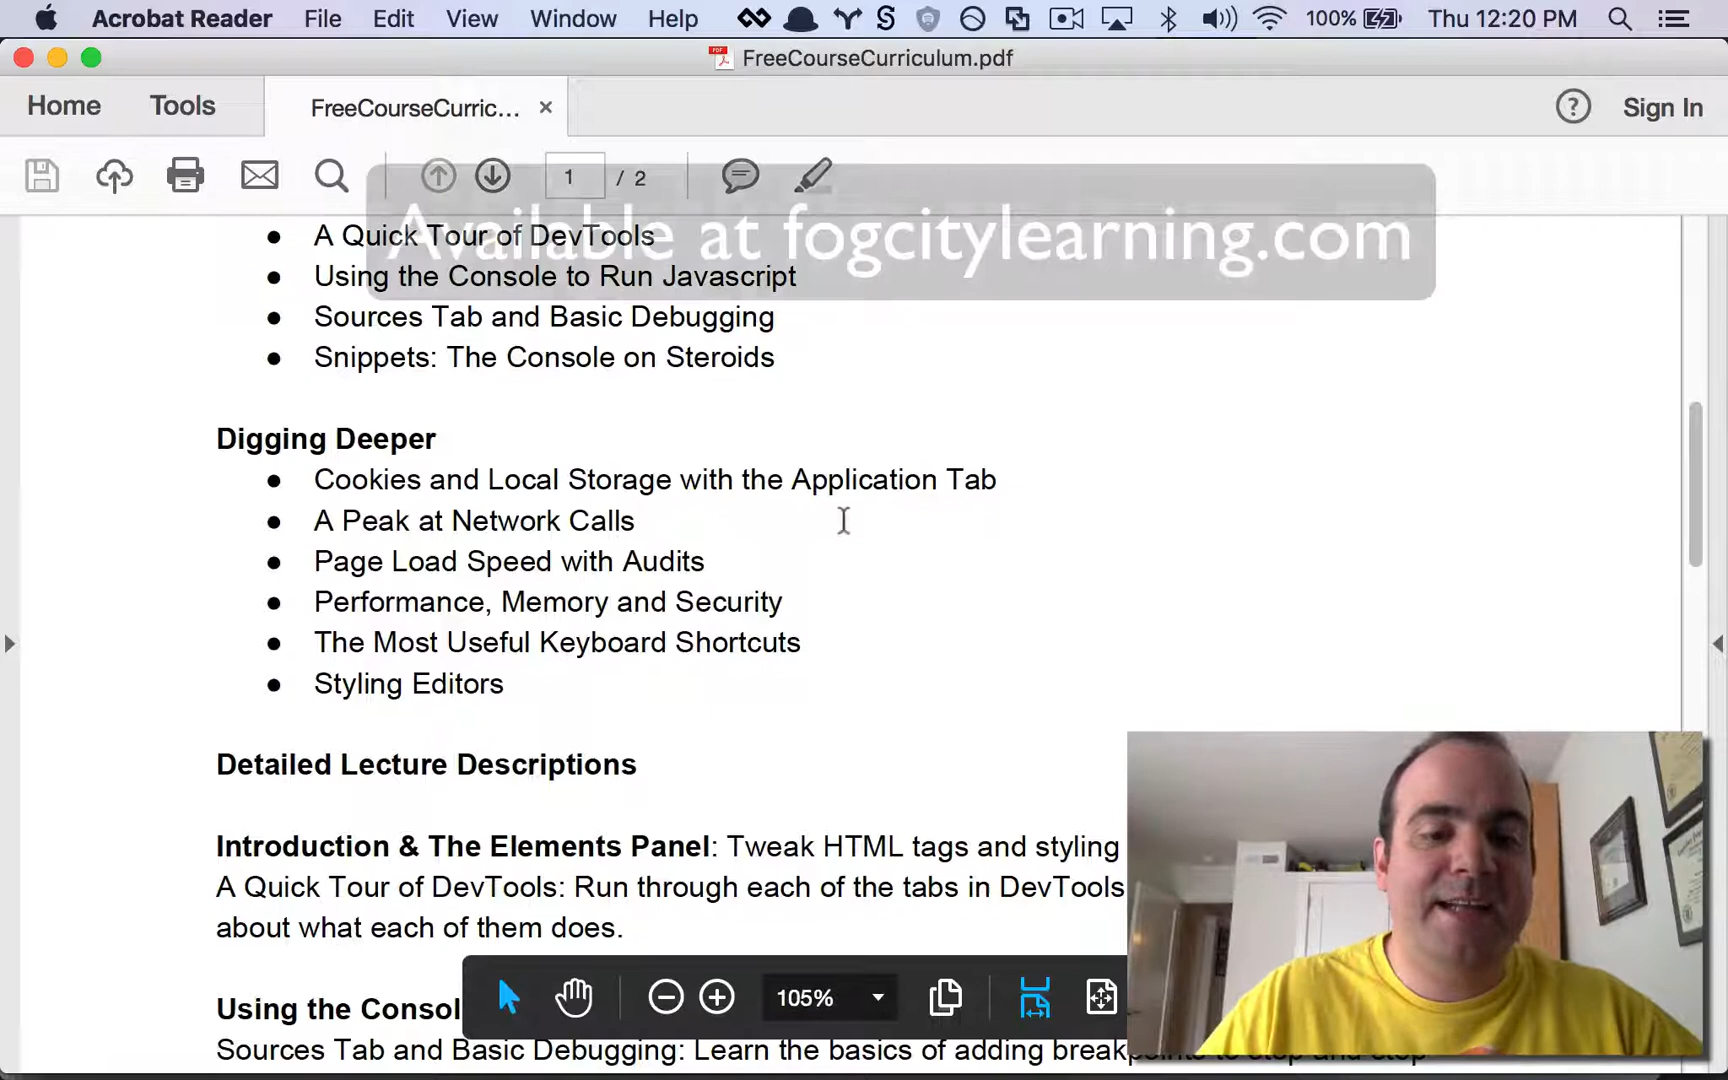 Acrobat Reader File Edit View Window Help 100% Thu 12:20 PM
FreeCourseCurriculum.pdf
Home Tools FreeCourseCurric... × ? Sign In
1 / 2
Available at fogcitylearning.com
● A Quick Tour of DevTools
● Using the Console to Run Javascript
● Sources Tab and Basic Debugging
● Snippets: The Console on Steroids
Digging Deeper
● Cookies and Local Storage with the Application Tab
● A Peak at Network Calls
● Page Load Speed with Audits
● Performance, Memory and Security
● The Most Useful Keyboard Shortcuts
● Styling Editors
Detailed Lecture Descriptions
Introduction & The Elements Panel: Tweak HTML tags and styling
A Quick Tour of DevTools: Run through each of the tabs in DevTools
about what each of them does.
105%
Using the Consol
Sources Tab and Basic Debugging: Learn the basics of adding breakpoints to stop and step